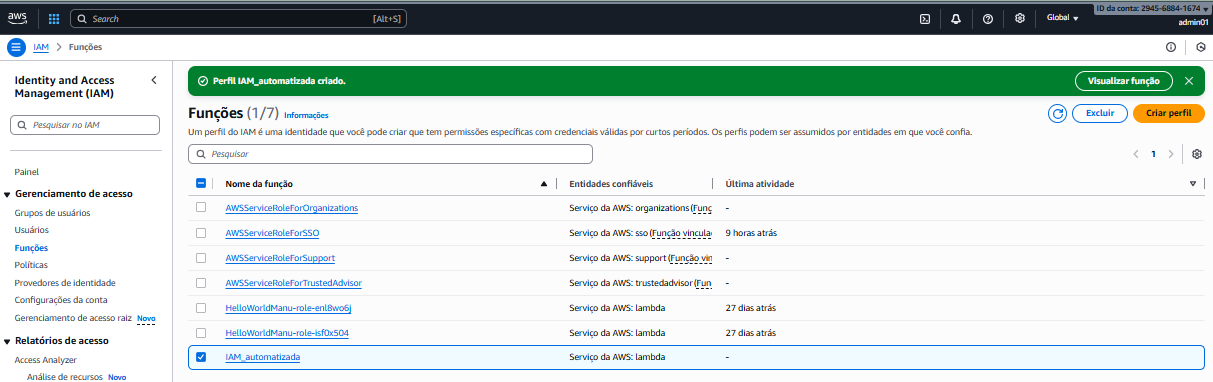 aws
Search [Alt+S] Global ID da conta: 2945-6884-1674
admin01
IAM > Funções
Identity and Access Management (IAM)
Pesquisar no IAM
Painel
Gerenciamento de acesso
Grupos de usuários
Usuários
Funções
Políticas
Provedores de identidade
Configurações da conta
Gerenciamento de acesso raiz Novo
Relatórios de acesso
Access Analyzer
Análise de recursos Novo
Perfil IAM_automatizada criado. Visualizar função
Funções (1/7) Informações
Excluir Criar perfil
Um perfil do IAM é uma identidade que você pode criar que tem permissões específicas com credenciais válidas por curtos períodos. Os perfis podem ser assumidos por entidades em que você confia.
Pesquisar 1
Nome da função Entidades confiáveis Última atividade
AWSServiceRoleForOrganizations Serviço da AWS: organizations (Funç -
AWSServiceRoleForSSO Serviço da AWS: sso (Função vincula 9 horas atrás
AWSServiceRoleForSupport Serviço da AWS: support (Função vin -
AWSServiceRoleForTrustedAdvisor Serviço da AWS: trustedadvisor (Fun -
HelloWorldManu-role-enl8wo6j Serviço da AWS: lambda 27 dias atrás
HelloWorldManu-role-isf0x504 Serviço da AWS: lambda 27 dias atrás
IAM_automatizada Serviço da AWS: lambda -